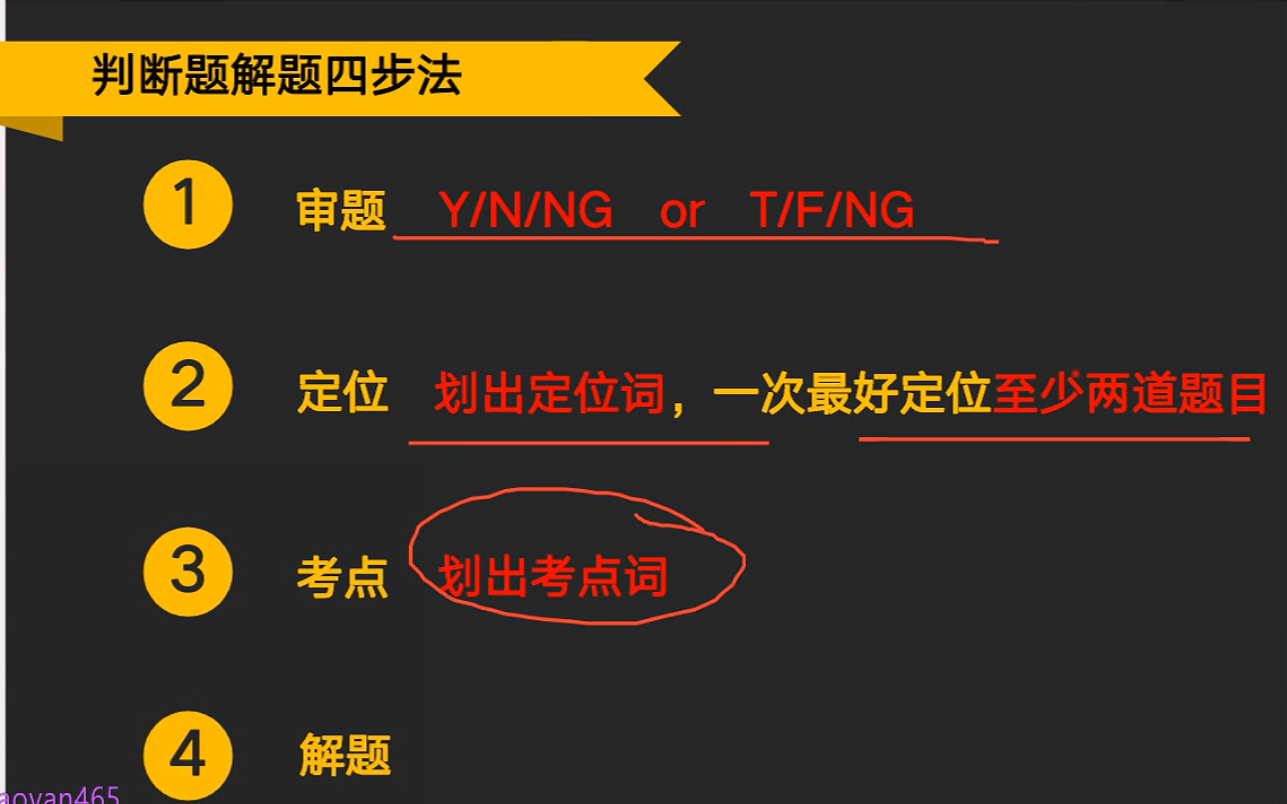 判断题解题四步法
1 审题 Y/N/NG or T/F/NG
2 定位 划出定位词，一次最好定位至少两道题目
3 考点 划出考点词
4 解题
aoyan465